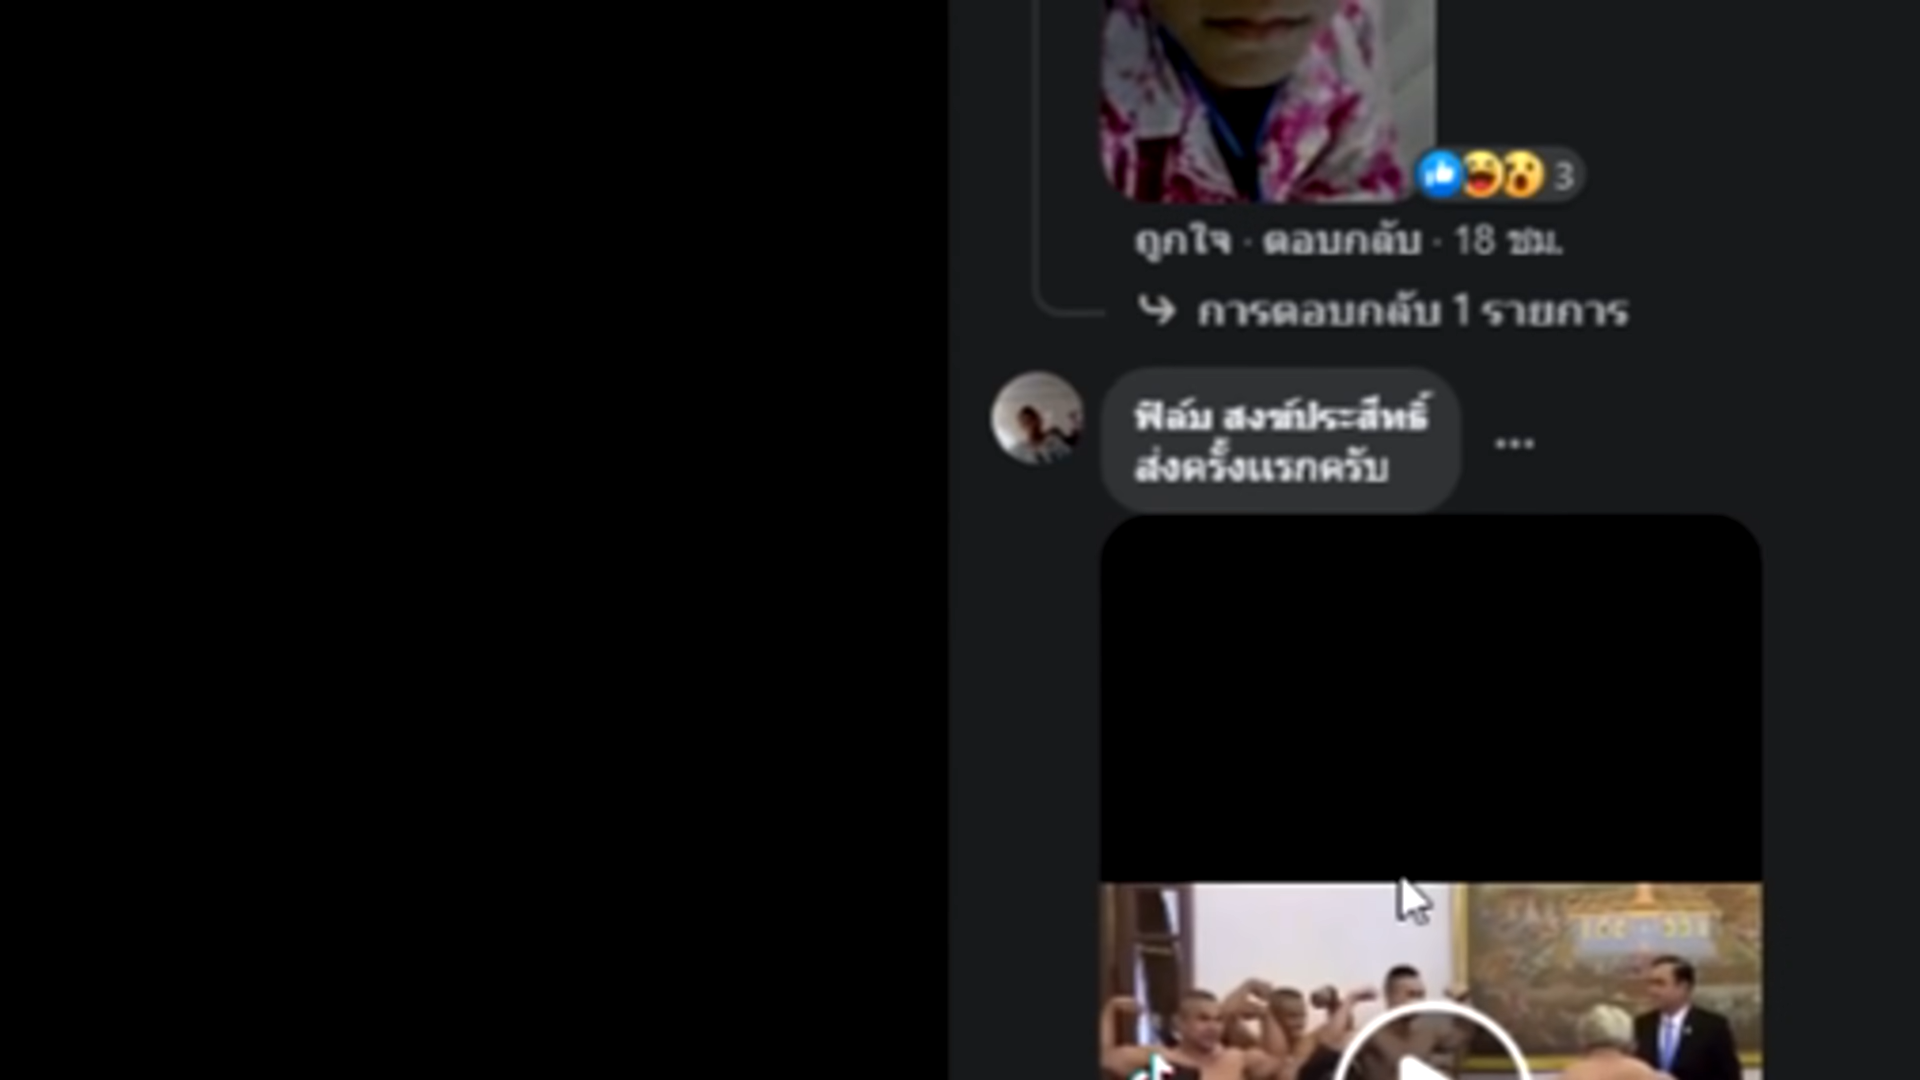 3
ถูกใจ · ตอบกลับ · 18 ชม.
การตอบกลับ 1 รายการ
ฟิล์ม สงฆ์ประสิทธิ์
ส่งครั้งแรกครับ